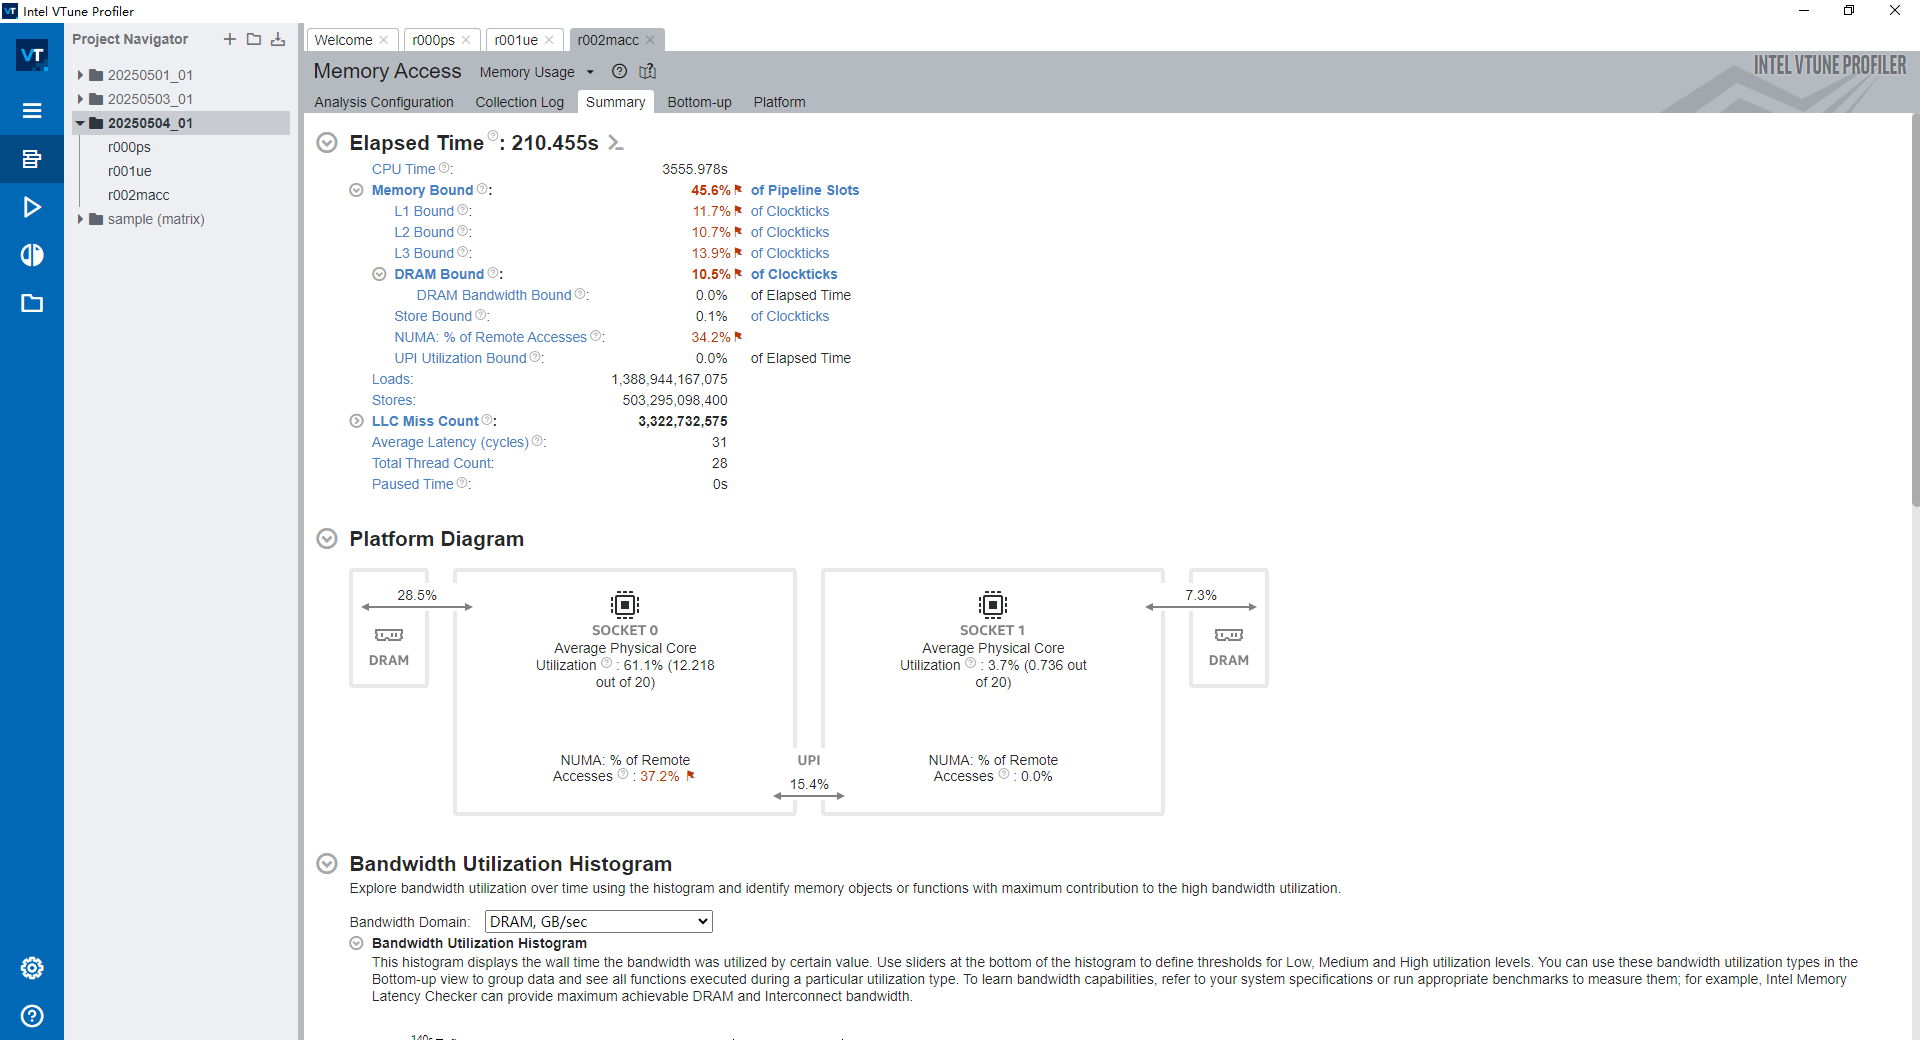 Intel VTune Profiler
Project Navigator
20250501_01
20250503_01
20250504_01
r000ps
r001ue
r002macc
sample (matrix)
Welcome
r000ps
r001ue
r002macc
Memory Access Memory Usage
INTEL VTUNE PROFILER
Analysis Configuration Collection Log Summary Bottom-up Platform
Elapsed Time ? : 210.455s
CPU Time ? : 3555.978s
Memory Bound ? : 45.6% of Pipeline Slots
L1 Bound ? : 11.7% of Clockticks
L2 Bound ? : 10.7% of Clockticks
L3 Bound ? : 13.9% of Clockticks
DRAM Bound ? : 10.5% of Clockticks
DRAM Bandwidth Bound ? : 0.0% of Elapsed Time
Store Bound ? : 0.1% of Clockticks
NUMA: % of Remote Accesses ? : 34.2%
UPI Utilization Bound ? : 0.0% of Elapsed Time
Loads: 1,388,944,167,075
Stores: 503,295,098,400
LLC Miss Count ? : 3,322,732,575
Average Latency (cycles) ? : 31
Total Thread Count: 28
Paused Time ? : 0s
Platform Diagram
28.5%
DRAM
SOCKET 0
Average Physical Core
Utilization ? : 61.1% (12.218
out of 20)
NUMA: % of Remote
Accesses ? : 37.2%
UPI
15.4%
SOCKET 1
Average Physical Core
Utilization ? : 3.7% (0.736 out
of 20)
NUMA: % of Remote
Accesses ? : 0.0%
7.3%
DRAM
Bandwidth Utilization Histogram
Explore bandwidth utilization over time using the histogram and identify memory objects or functions with maximum contribution to the high bandwidth utilization.
Bandwidth Domain: DRAM, GB/sec
Bandwidth Utilization Histogram
This histogram displays the wall time the bandwidth was utilized by certain value. Use sliders at the bottom of the histogram to define thresholds for Low, Medium and High utilization levels. You can use these bandwidth utilization types in the
Bottom-up view to group data and see all functions executed during a particular utilization type. To learn bandwidth capabilities, refer to your system specifications or run appropriate benchmarks to measure them; for example, Intel Memory
Latency Checker can provide maximum achievable DRAM and Interconnect bandwidth.